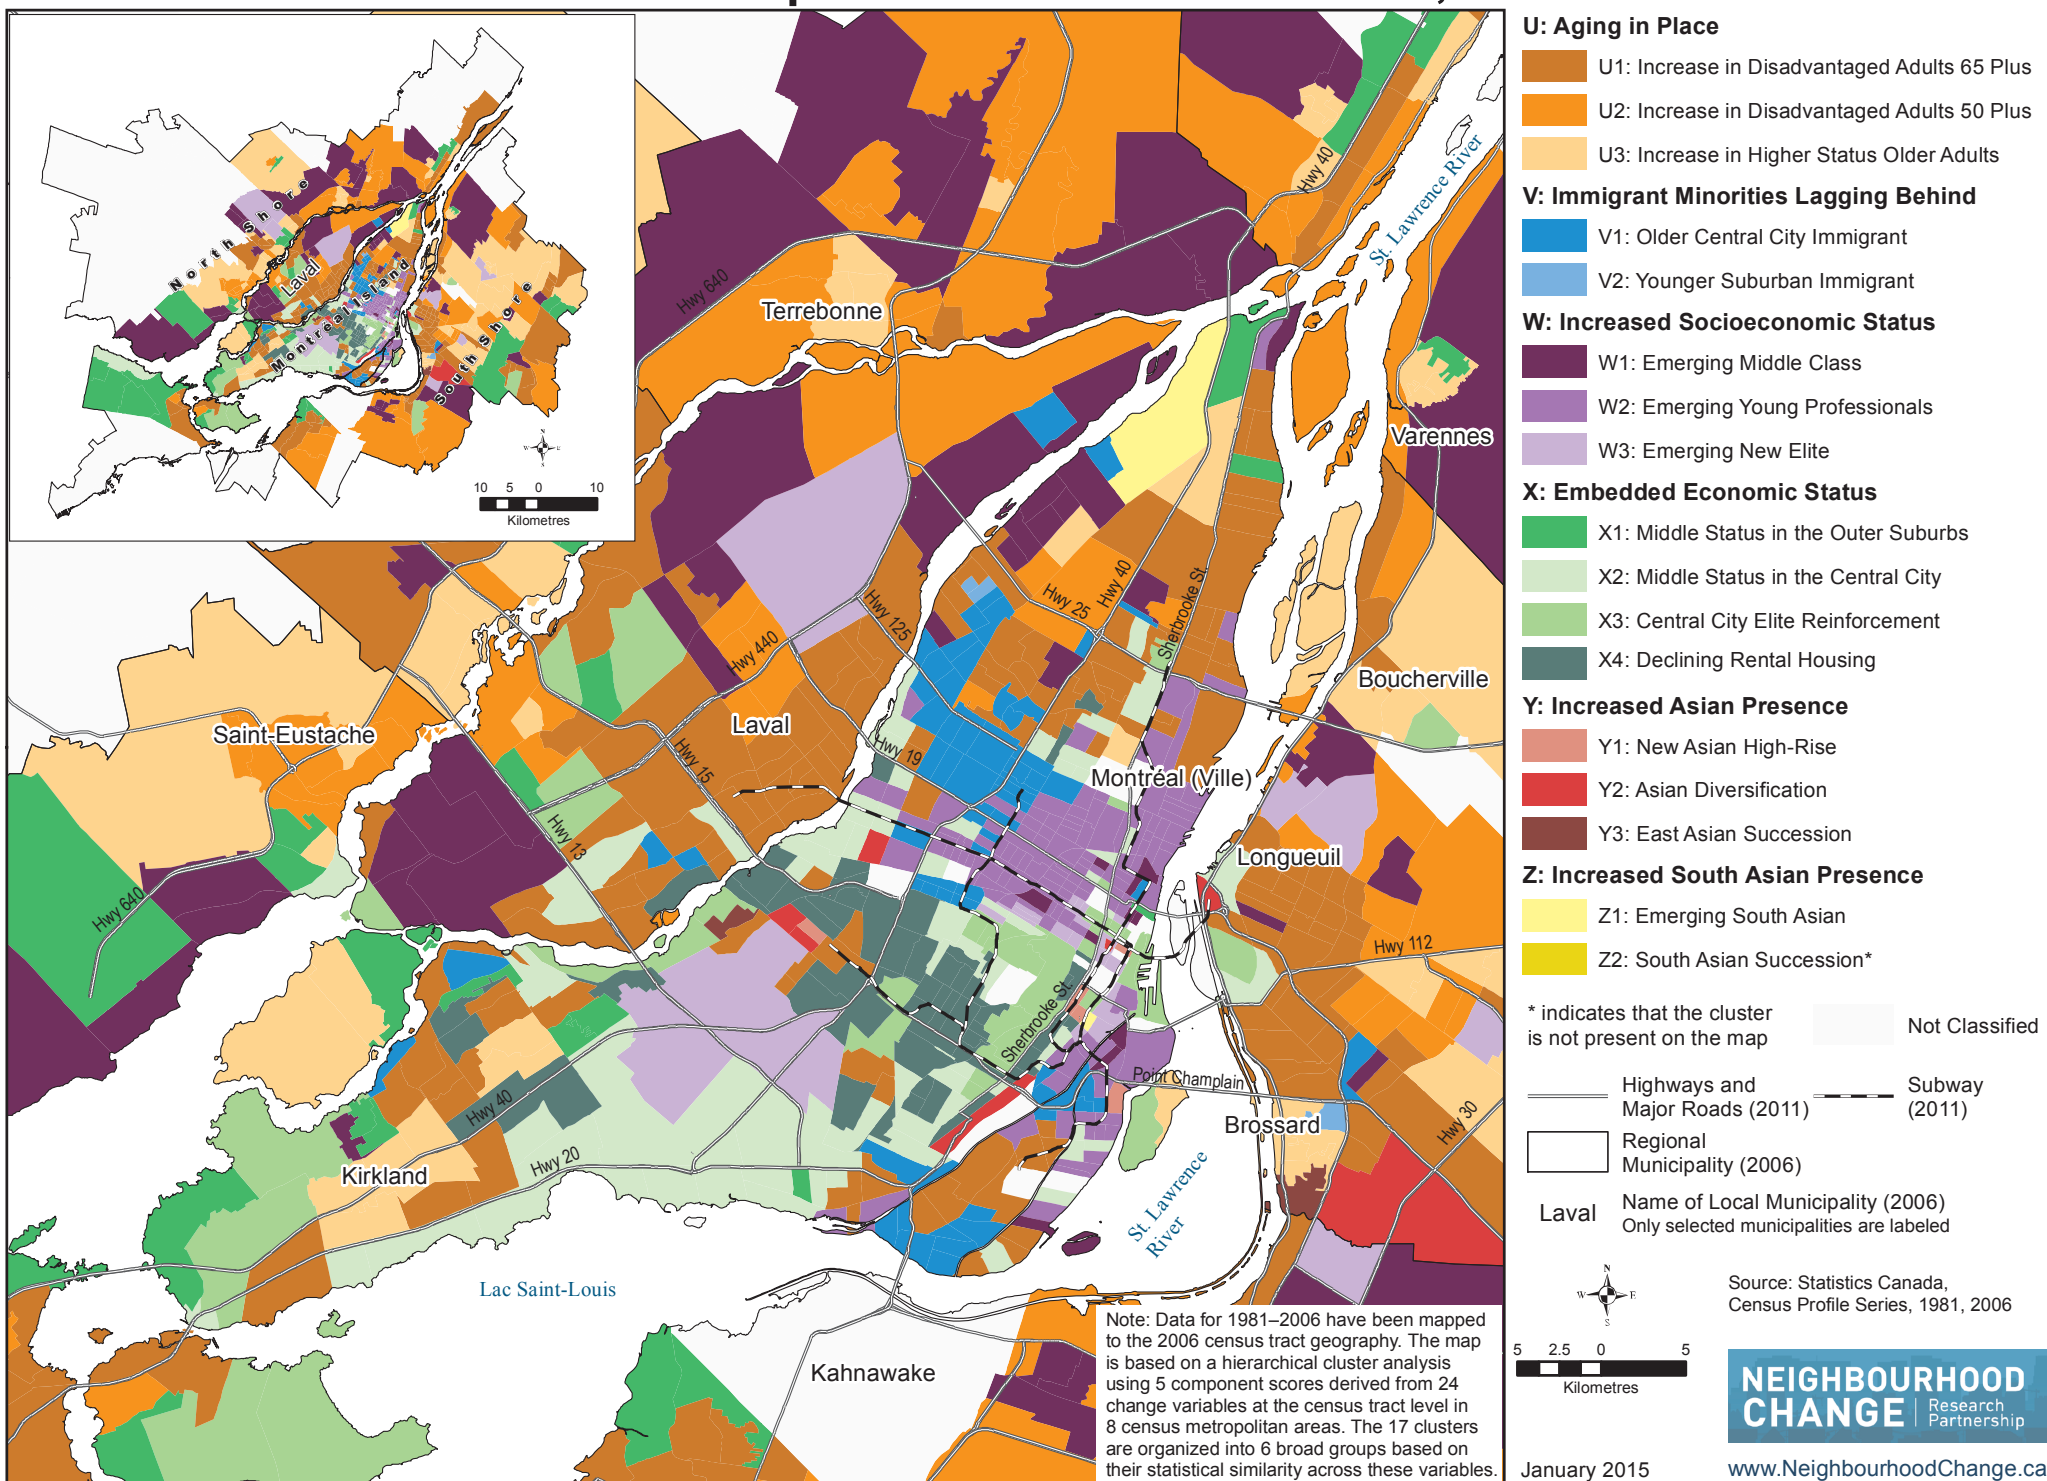 North Shore
Laval
Montréal Island
South Shore
N
W E
S
10 5 0 10
Kilometres
Hwy 40
St. Lawrence River
Hwy 640
Terrebonne
Varennes
Hwy 25
Hwy 40
Sherbrooke St.
Hwy 125
Hwy 440
Boucherville
Saint-Eustache
Laval
Hwy 15
Hwy 19
Montréal (Ville)
Hwy 13
Longueuil
Hwy 640
Hwy 112
Sherbrooke St.
Point Champlain
Hwy 40
Brossard
Hwy 30
Kirkland
Hwy 20
St. Lawrence
River
Lac Saint-Louis
Kahnawake
Note: Data for 1981–2006 have been mapped
to the 2006 census tract geography. The map
is based on a hierarchical cluster analysis
using 5 component scores derived from 24
change variables at the census tract level in
8 census metropolitan areas. The 17 clusters
are organized into 6 broad groups based on
their statistical similarity across these variables.
U: Aging in Place
U1: Increase in Disadvantaged Adults 65 Plus
U2: Increase in Disadvantaged Adults 50 Plus
U3: Increase in Higher Status Older Adults
V: Immigrant Minorities Lagging Behind
V1: Older Central City Immigrant
V2: Younger Suburban Immigrant
W: Increased Socioeconomic Status
W1: Emerging Middle Class
W2: Emerging Young Professionals
W3: Emerging New Elite
X: Embedded Economic Status
X1: Middle Status in the Outer Suburbs
X2: Middle Status in the Central City
X3: Central City Elite Reinforcement
X4: Declining Rental Housing
Y: Increased Asian Presence
Y1: New Asian High-Rise
Y2: Asian Diversification
Y3: East Asian Succession
Z: Increased South Asian Presence
Z1: Emerging South Asian
Z2: South Asian Succession*
* indicates that the cluster
is not present on the map
Not Classified
Highways and
Major Roads (2011)
Subway
(2011)
Regional
Municipality (2006)
Laval
Name of Local Municipality (2006)
Only selected municipalities are labeled
N
W E
S
Source: Statistics Canada,
Census Profile Series, 1981, 2006
5 2.5 0 5
Kilometres
NEIGHBOURHOOD
CHANGE
Research
Partnership
January 2015
www.NeighbourhoodChange.ca